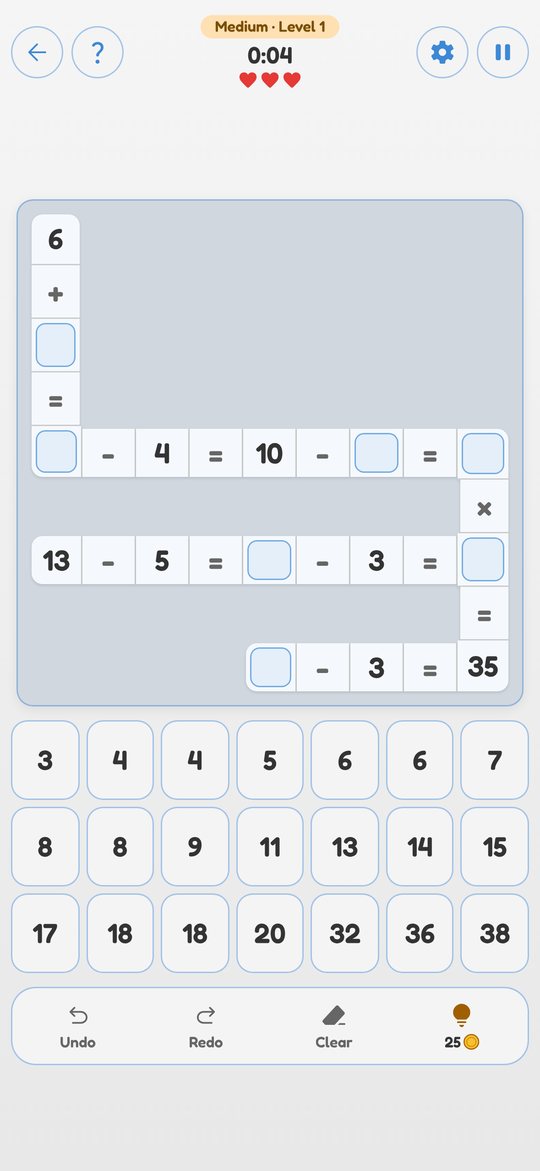 Medium · Level 1
?
0:04
6
+
=
- 4 = 10 - =
×
13 - 5 = - 3 =
=
- 3 = 35
3 4 4 5 6 6 7
8 8 9 11 13 14 15
17 18 18 20 32 36 38
Undo Redo Clear 25